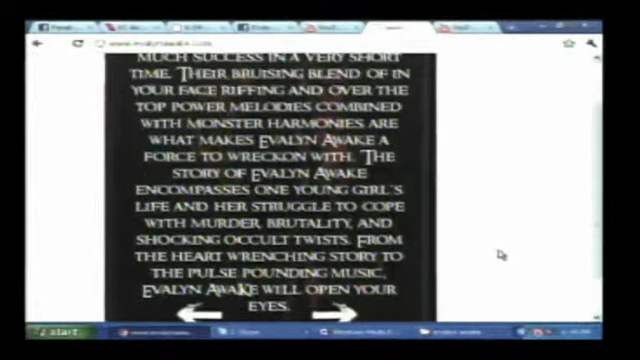 www.evalynawake.com
MUCH SUCCESS IN A VERY SHORT
TIME. THEIR BRUISING BLEND OF IN
YOUR FACE RIFFING AND OVER THE
TOP POWER MELODIES COMBINED
WITH MONSTER HARMONIES ARE
WHAT MAKES EVALYN AWAKE A
FORCE TO WRECKON WITH. THE
STORY OF EVALYN AWAKE
ENCOMPASSES ONE YOUNG GIRL'S
LIFE AND HER STRUGGLE TO COPE
WITH MURDER, BRUTALITY, AND
SHOCKING OCCULT TWISTS. FROM
THE HEART WRENCHING STORY TO
THE PULSE POUNDING MUSIC,
EVALYN AWAKE WILL OPEN YOUR
EYES.
start